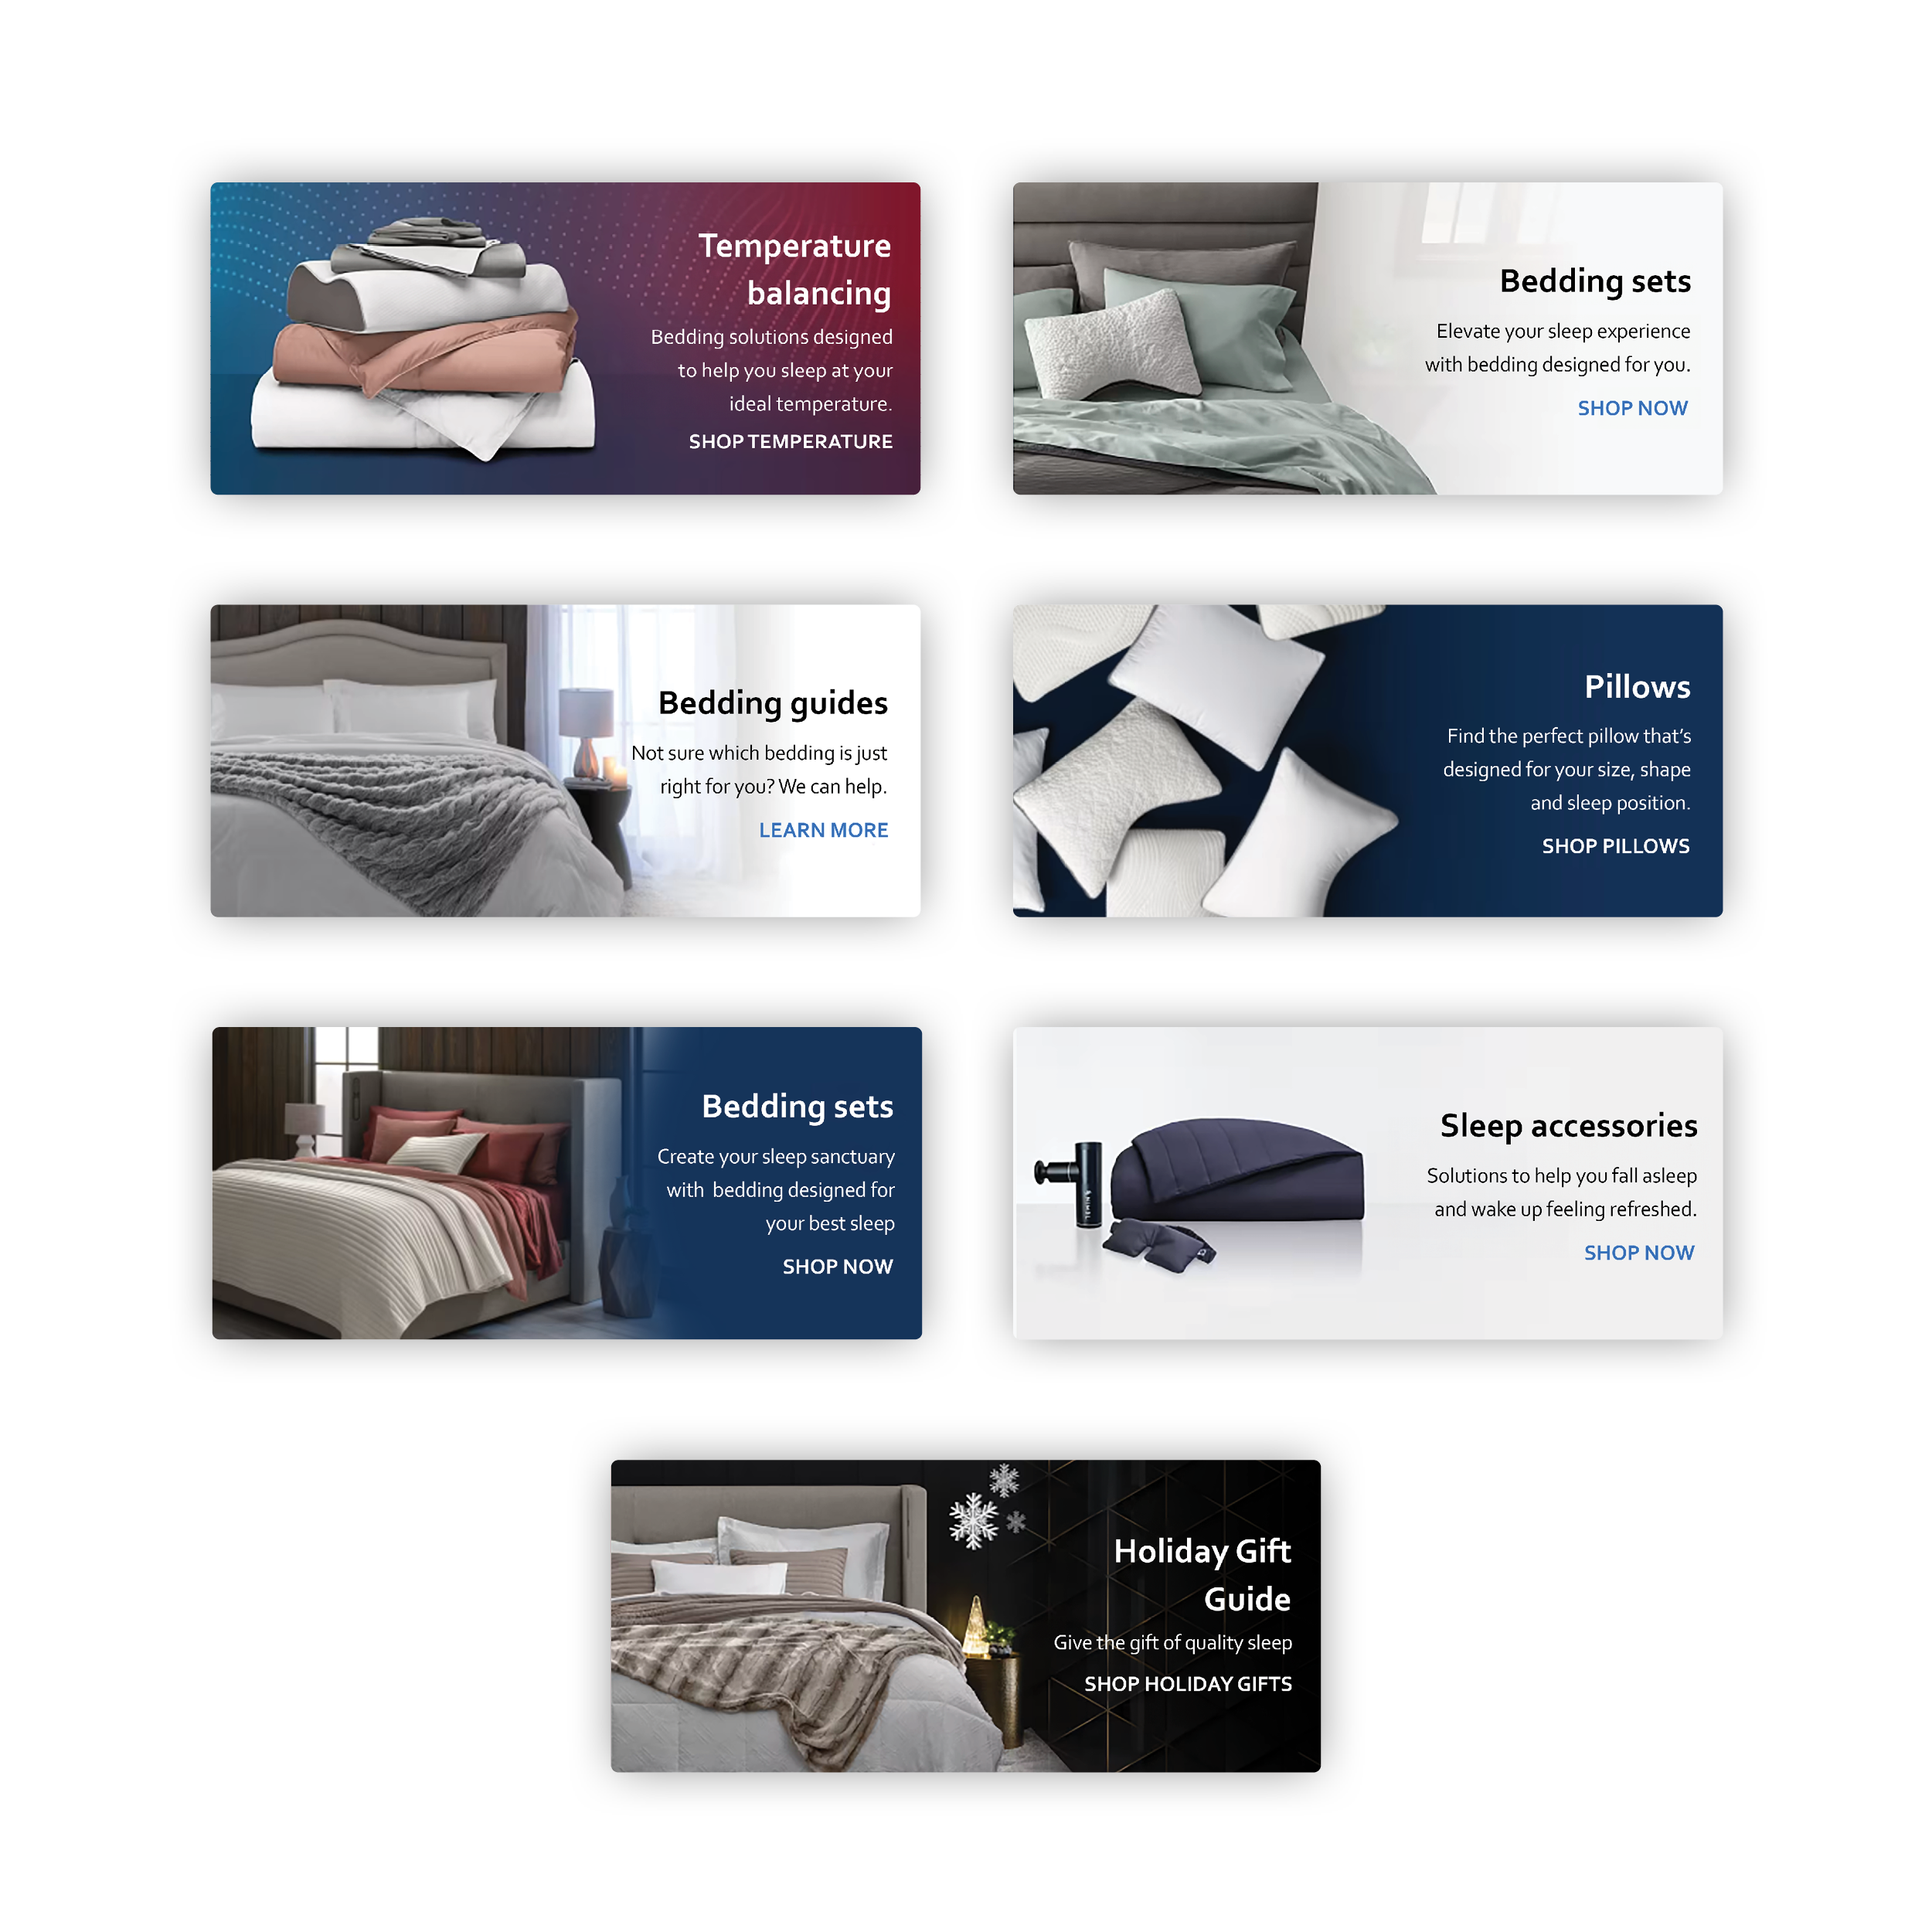 Temperature
balancing
Bedding solutions designed
to help you sleep at your
ideal temperature.
SHOP TEMPERATURE
Bedding sets
Elevate your sleep experience
with bedding designed for you.
SHOP NOW
Bedding guides
Not sure which bedding is just
right for you? We can help.
LEARN MORE
Pillows
Find the perfect pillow that’s
designed for your size, shape
and sleep position.
SHOP PILLOWS
Bedding sets
Create your sleep sanctuary
with  bedding designed for
your best sleep
SHOP NOW
Sleep accessories
Solutions to help you fall asleep
and wake up feeling refreshed.
SHOP NOW
Holiday Gift
Guide
Give the gift of quality sleep
SHOP HOLIDAY GIFTS